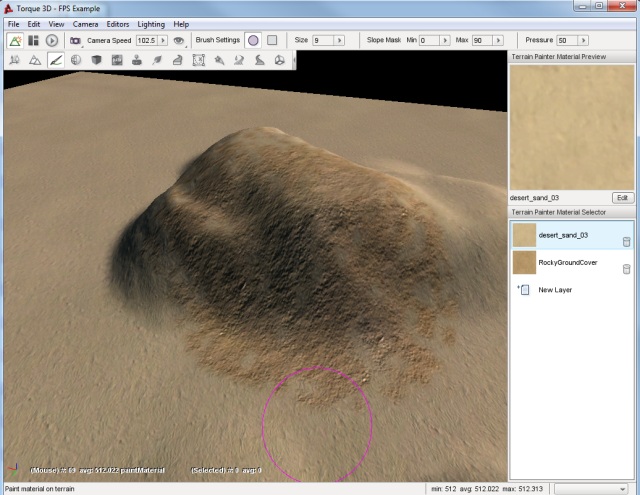 Torque 3D - FPS Example
File Edit View Camera Editors Lighting Help
Camera Speed 102.5 Brush Settings Size 9 Slope Mask Min 0 Max 90 Pressure 50
Terrain Painter Material Preview
desert_sand_03 Edit
Terrain Painter Material Selector
desert_sand_03
RockyGroundCover
New Layer
(Mouse) #: 69 avg: 512.022 paintMaterial (Selected) #: 0 avg: 0
Paint material on terrain min: 512 avg: 512.022 max: 512.313